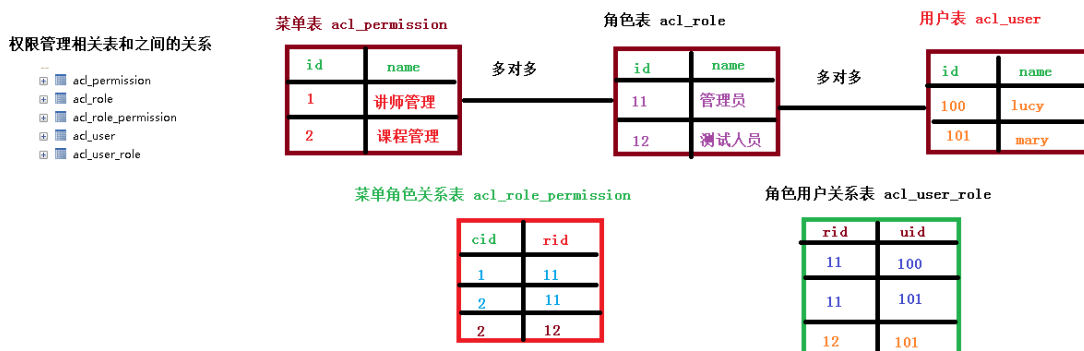 权限管理相关表和之间的关系
acl_permission
acl_role
acl_role_permission
acl_user
acl_user_role
菜单表 acl_permission
id name
1 讲师管理
2 课程管理
多对多
角色表 acl_role
id name
11 管理员
12 测试人员
多对多
用户表 acl_user
id name
100 lucy
101 mary
菜单角色关系表 acl_role_permission
cid rid
1 11
2 11
2 12
角色用户关系表 acl_user_role
rid uid
11 100
11 101
12 101